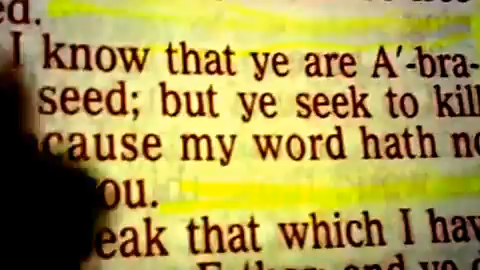 ed.
I know that ye are A′-bra-
seed; but ye seek to kill
cause my word hath no
ou.
eak that which I hav